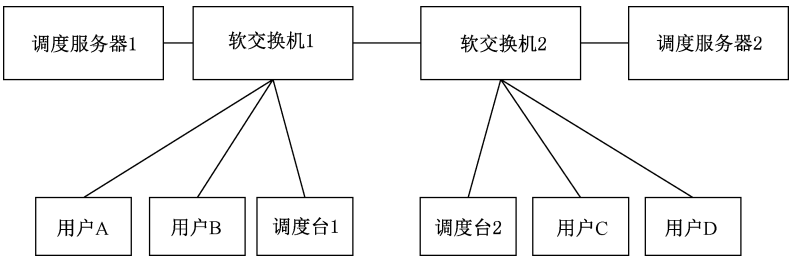 调度服务器1
软交换机1
软交换机2
调度服务器2
用户A
用户B
调度台1
调度台2
用户C
用户D